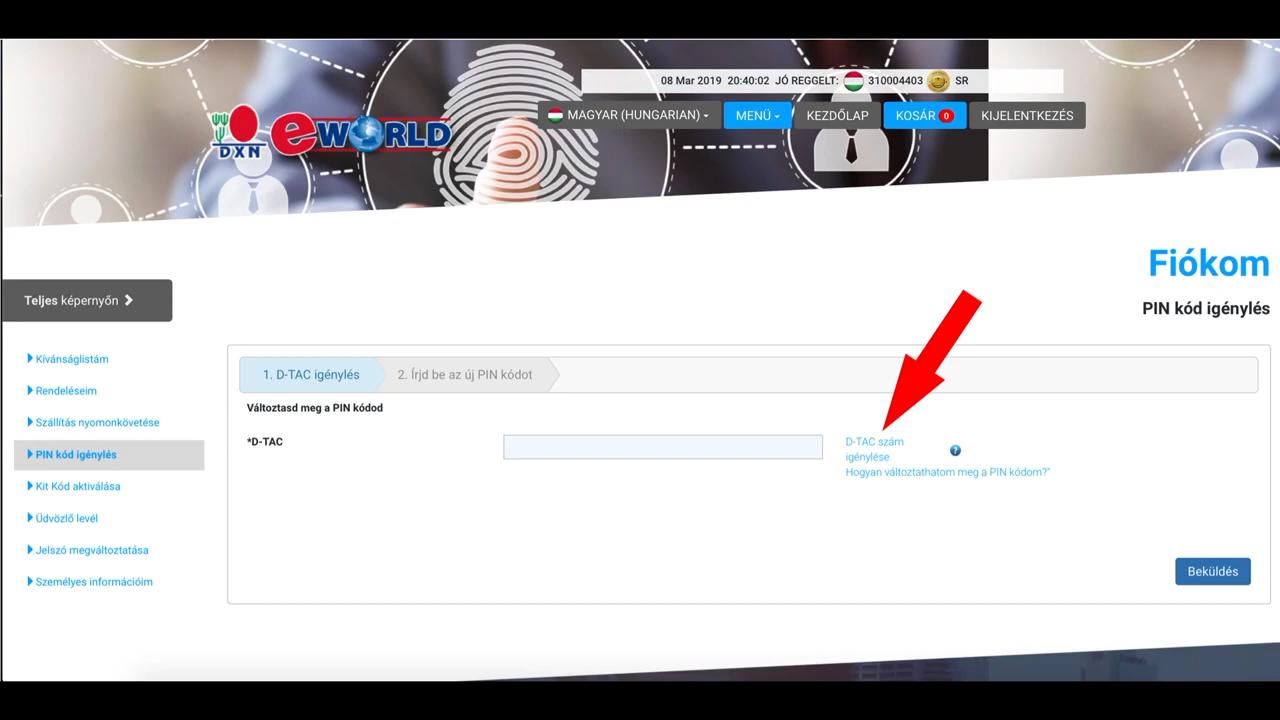 08 Mar 2019 20:40:02 JÓ REGGELT: 310004403 SR
MAGYAR (HUNGARIAN)
MENÜ
KEZDŐLAP
KOSÁR 0
KIJELENTKEZÉS
DXN
eWORLD
Fiókom
PIN kód igénylés
Teljes képernyőn
Kívánságlistám
Rendeléseim
Szállítás nyomonkövetése
PIN kód igénylés
Kit Kód aktiválása
Üdvözlő levél
Jelszó megváltoztatása
Személyes információim
1. D-TAC igénylés
2. Írjd be az új PIN kódot
Változtasd meg a PIN kódod
*D-TAC
D-TAC szám
igénylése
?
Hogyan változtathatom meg a PIN kódom?"
Beküldés